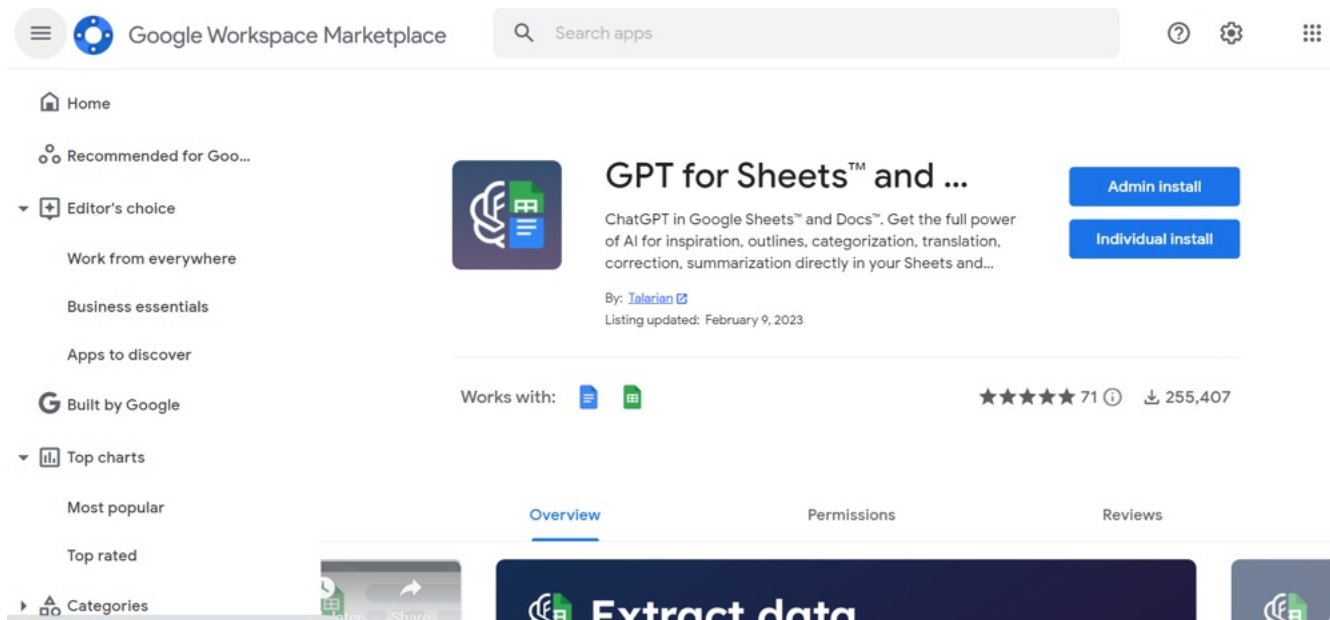 Google Workspace Marketplace
Search apps
Home
Recommended for Goo...
Editor's choice
Work from everywhere
Business essentials
Apps to discover
Built by Google
Top charts
Most popular
Top rated
Categories
GPT for Sheets™ and ...
ChatGPT in Google Sheets™ and Docs™. Get the full power
of AI for inspiration, outlines, categorization, translation,
correction, summarization directly in your Sheets and...
By: Talarian
Listing updated: February 9, 2023
Admin install
Individual install
Works with:
71
255,407
Overview
Permissions
Reviews
Share
Extract data